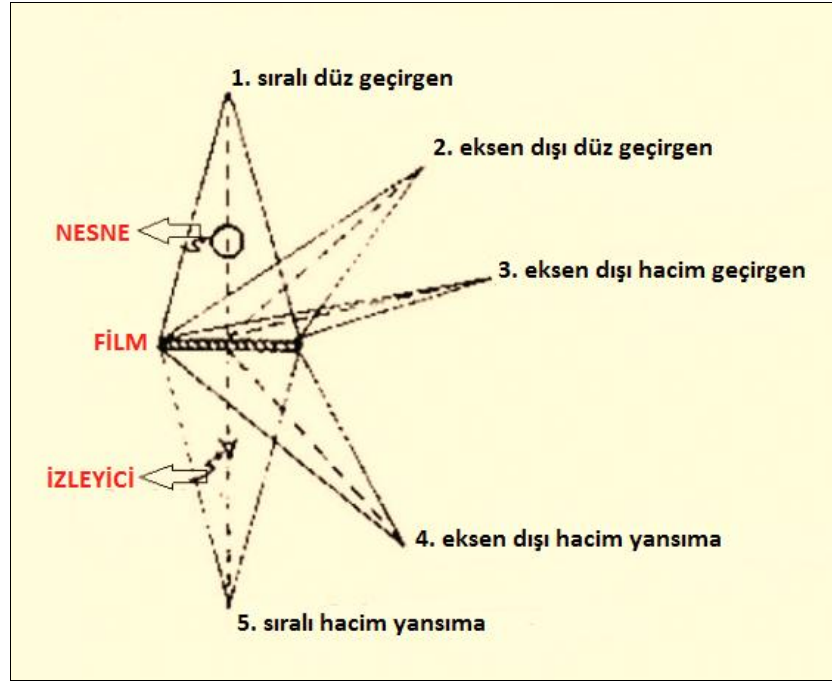 1. sıralı düz geçirgen
2. eksen dışı düz geçirgen
NESNE
3. eksen dışı hacim geçirgen
FİLM
İZLEYİCİ
4. eksen dışı hacim yansıma
5. sıralı hacim yansıma